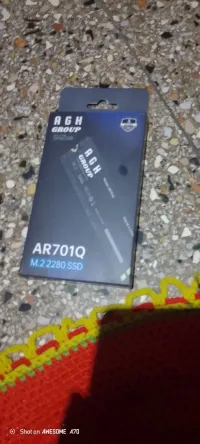 AGH
GROUP
AGH
GROUP
AR701Q
M.2 2280 SSD
Shot on AWESOME A70